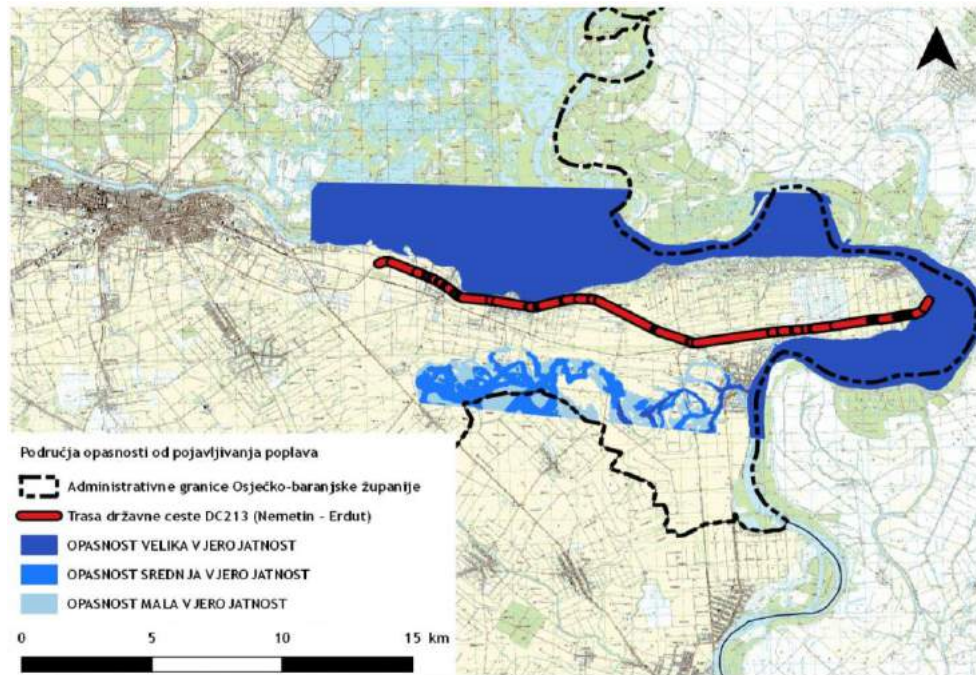 Područja opasnosti od pojavljivanja poplava
Administrativne granice Osječko-baranjske županije
Trasa državne ceste DC213 (Nemetin - Erdut)
OPASNOST VELIKA VJEROJATNOST
OPASNOST SREDNJA VJEROJATNOST
OPASNOST MALA VJEROJATNOST
0 5 10 15 km